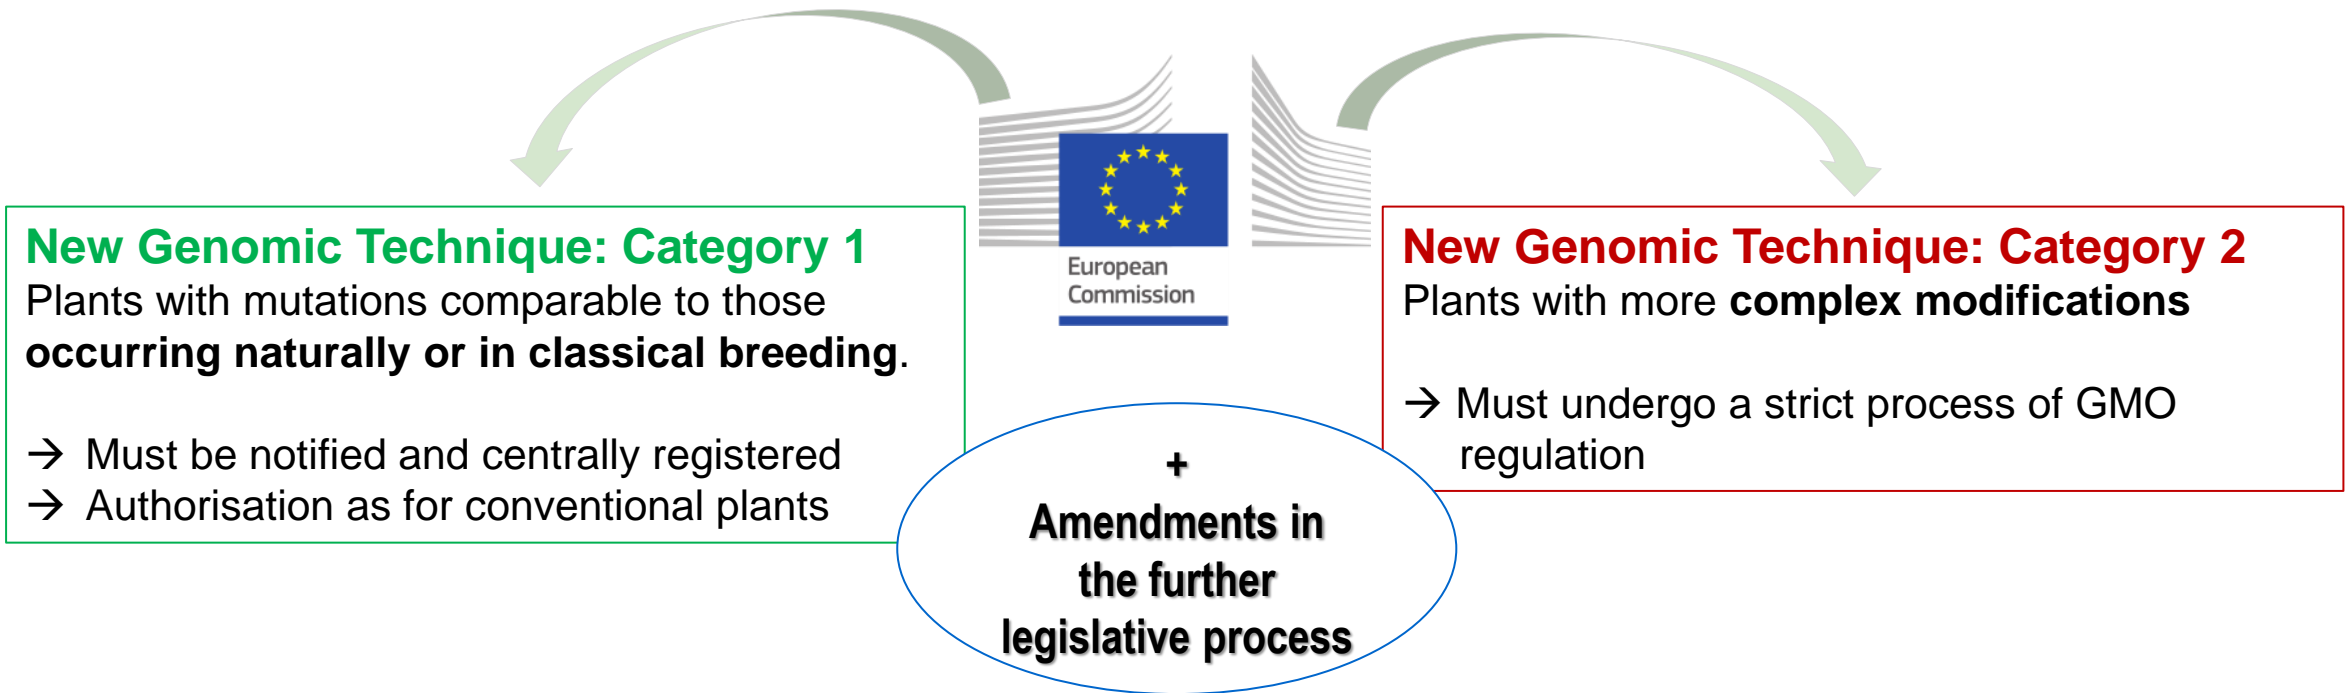 New Genomic Technique: Category 1
Plants with mutations comparable to those
occurring naturally or in classical breeding.
→ Must be notified and centrally registered
→ Authorisation as for conventional plants
European
Commission
+
Amendments in
the further
legislative process
New Genomic Technique: Category 2
Plants with more complex modifications
→ Must undergo a strict process of GMO
regulation